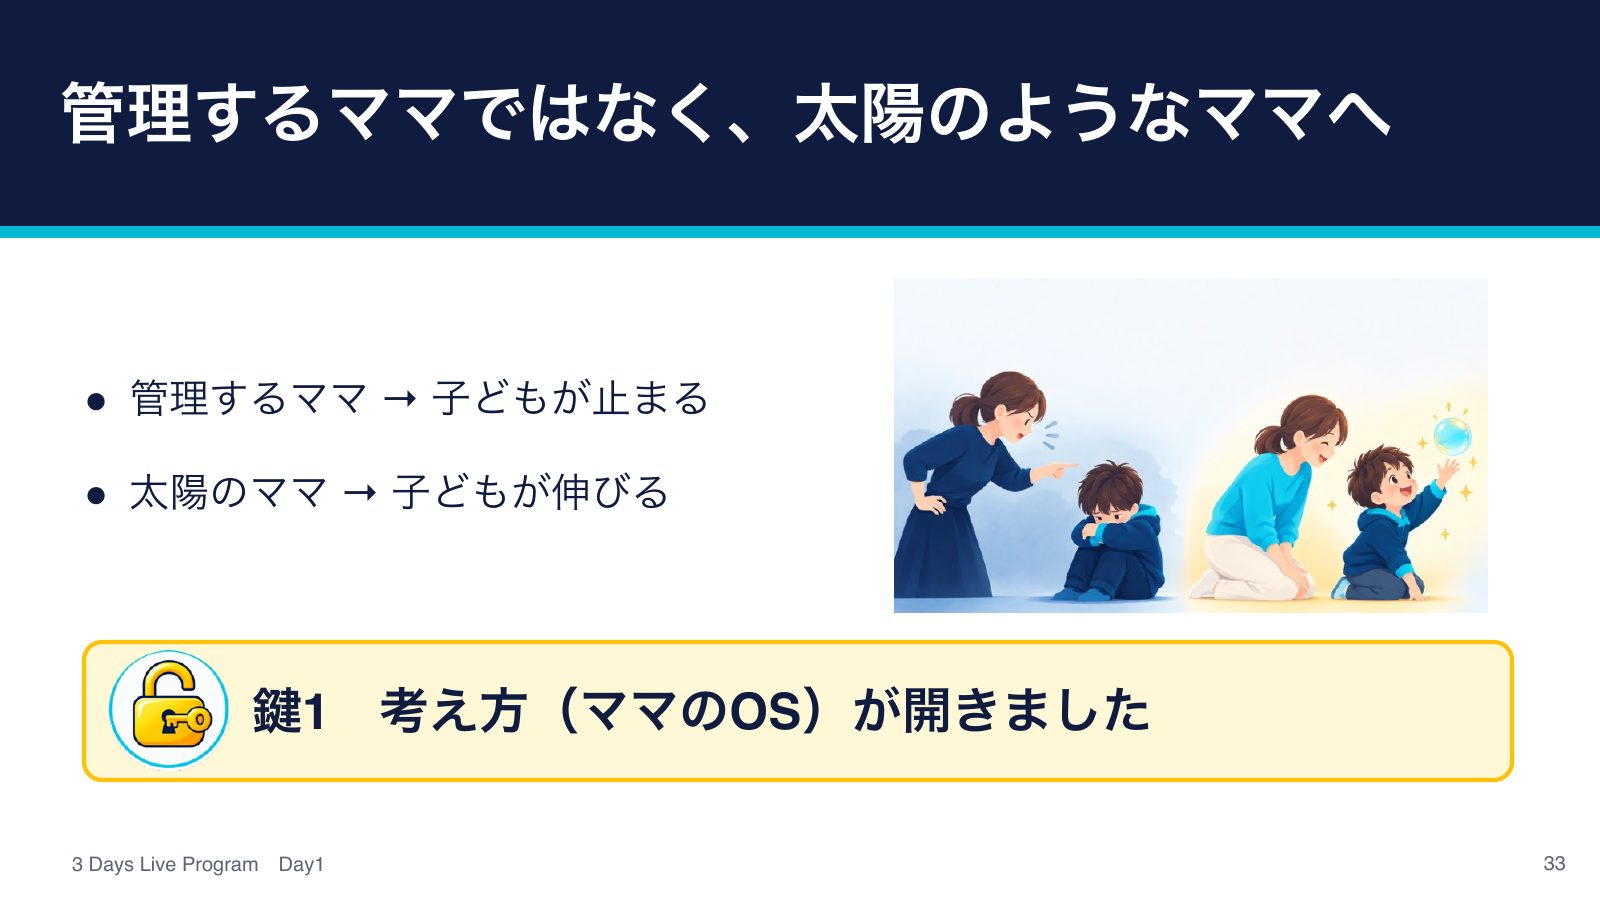 管理するママではなく、太陽のようなママへ
● 管理するママ → 子どもが止まる
● 太陽のママ → 子どもが伸びる
鍵1　考え方（ママのOS）が開きました
3 Days Live Program　Day1
33